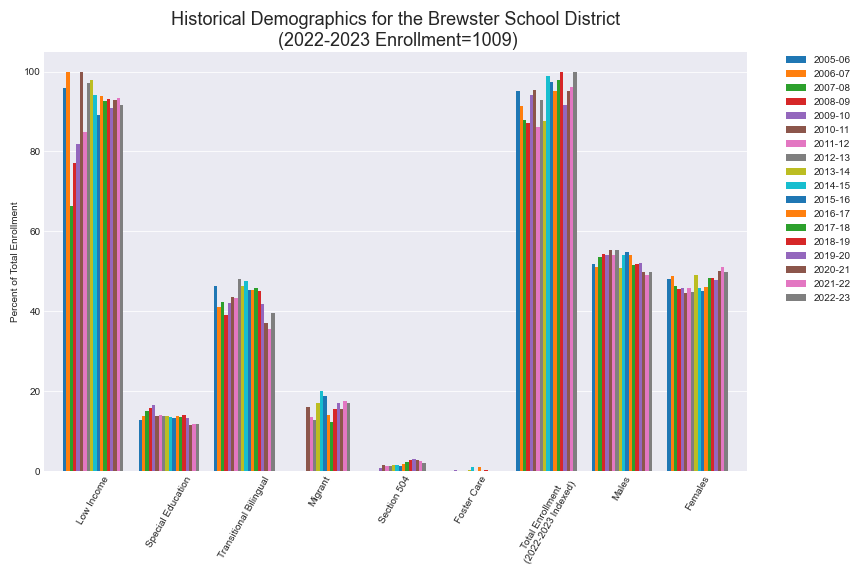 Historical Demographics for the Brewster School District
(2022-2023 Enrollment=1009)
Percent of Total Enrollment
100
80
60
40
20
0
Low Income
Special Education
Transitional Bilingual
Migrant
Section 504
Foster Care
Total Enrollment
(2022-2023 Indexed)
Males
Females
2005-06
2006-07
2007-08
2008-09
2009-10
2010-11
2011-12
2012-13
2013-14
2014-15
2015-16
2016-17
2017-18
2018-19
2019-20
2020-21
2021-22
2022-23